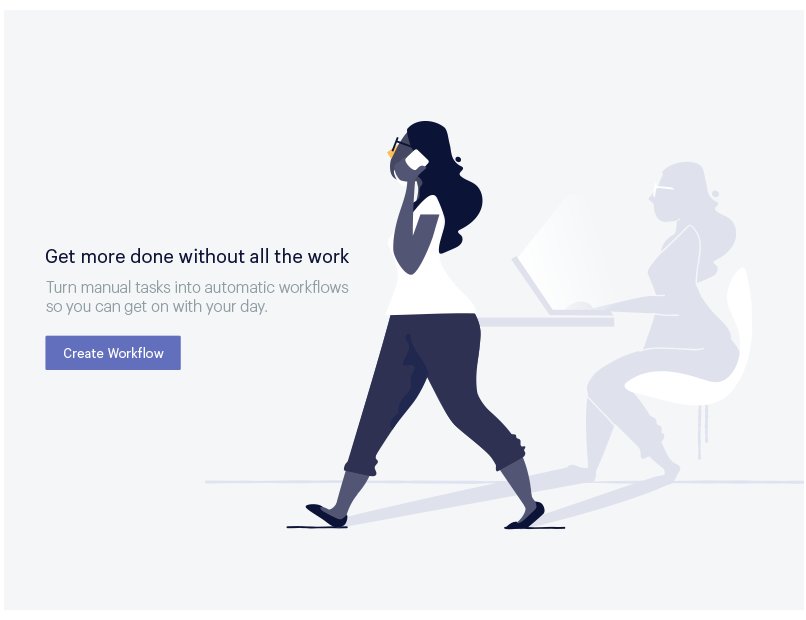 Get more done without all the work
Turn manual tasks into automatic workflows
so you can get on with your day.
Create Workflow